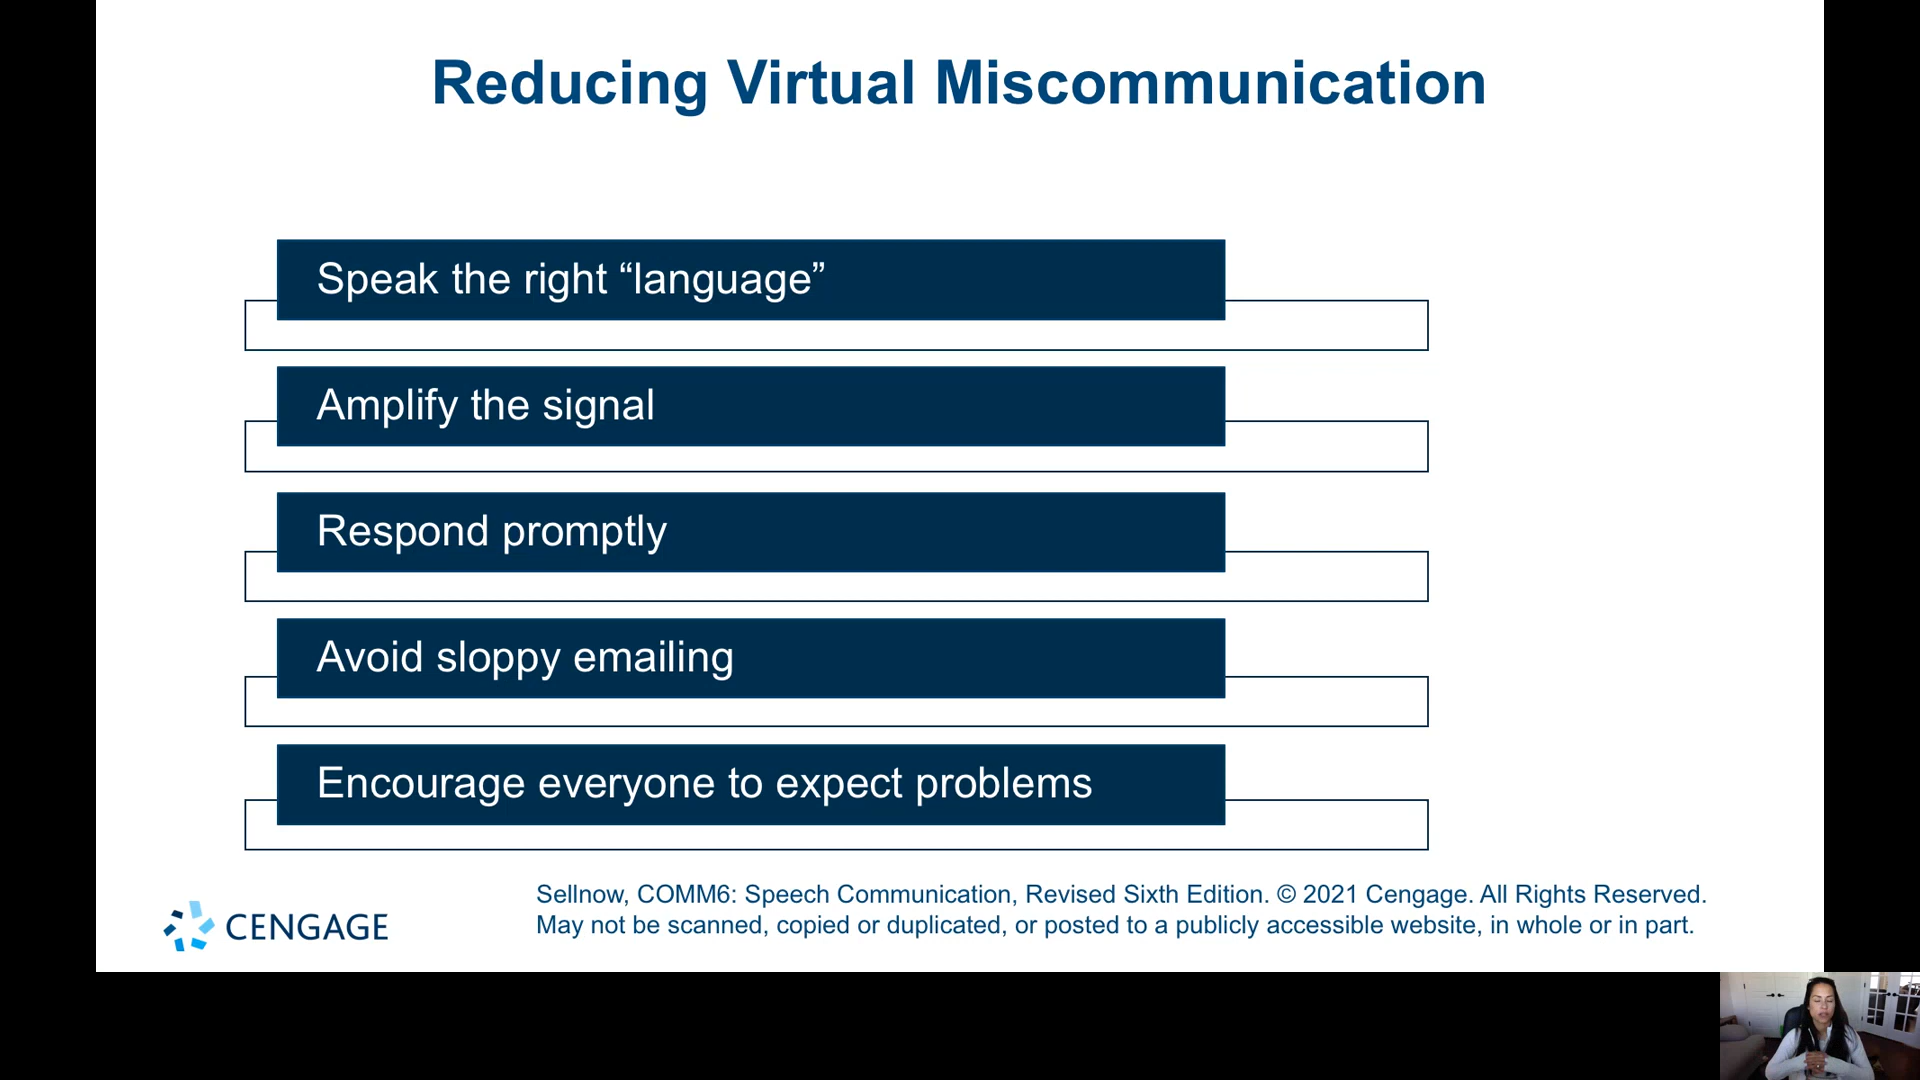 Reducing Virtual Miscommunication
Speak the right “language”
Amplify the signal
Respond promptly
Avoid sloppy emailing
Encourage everyone to expect problems
CENGAGE
Sellnow, COMM6: Speech Communication, Revised Sixth Edition. © 2021 Cengage. All Rights Reserved.
May not be scanned, copied or duplicated, or posted to a publicly accessible website, in whole or in part.